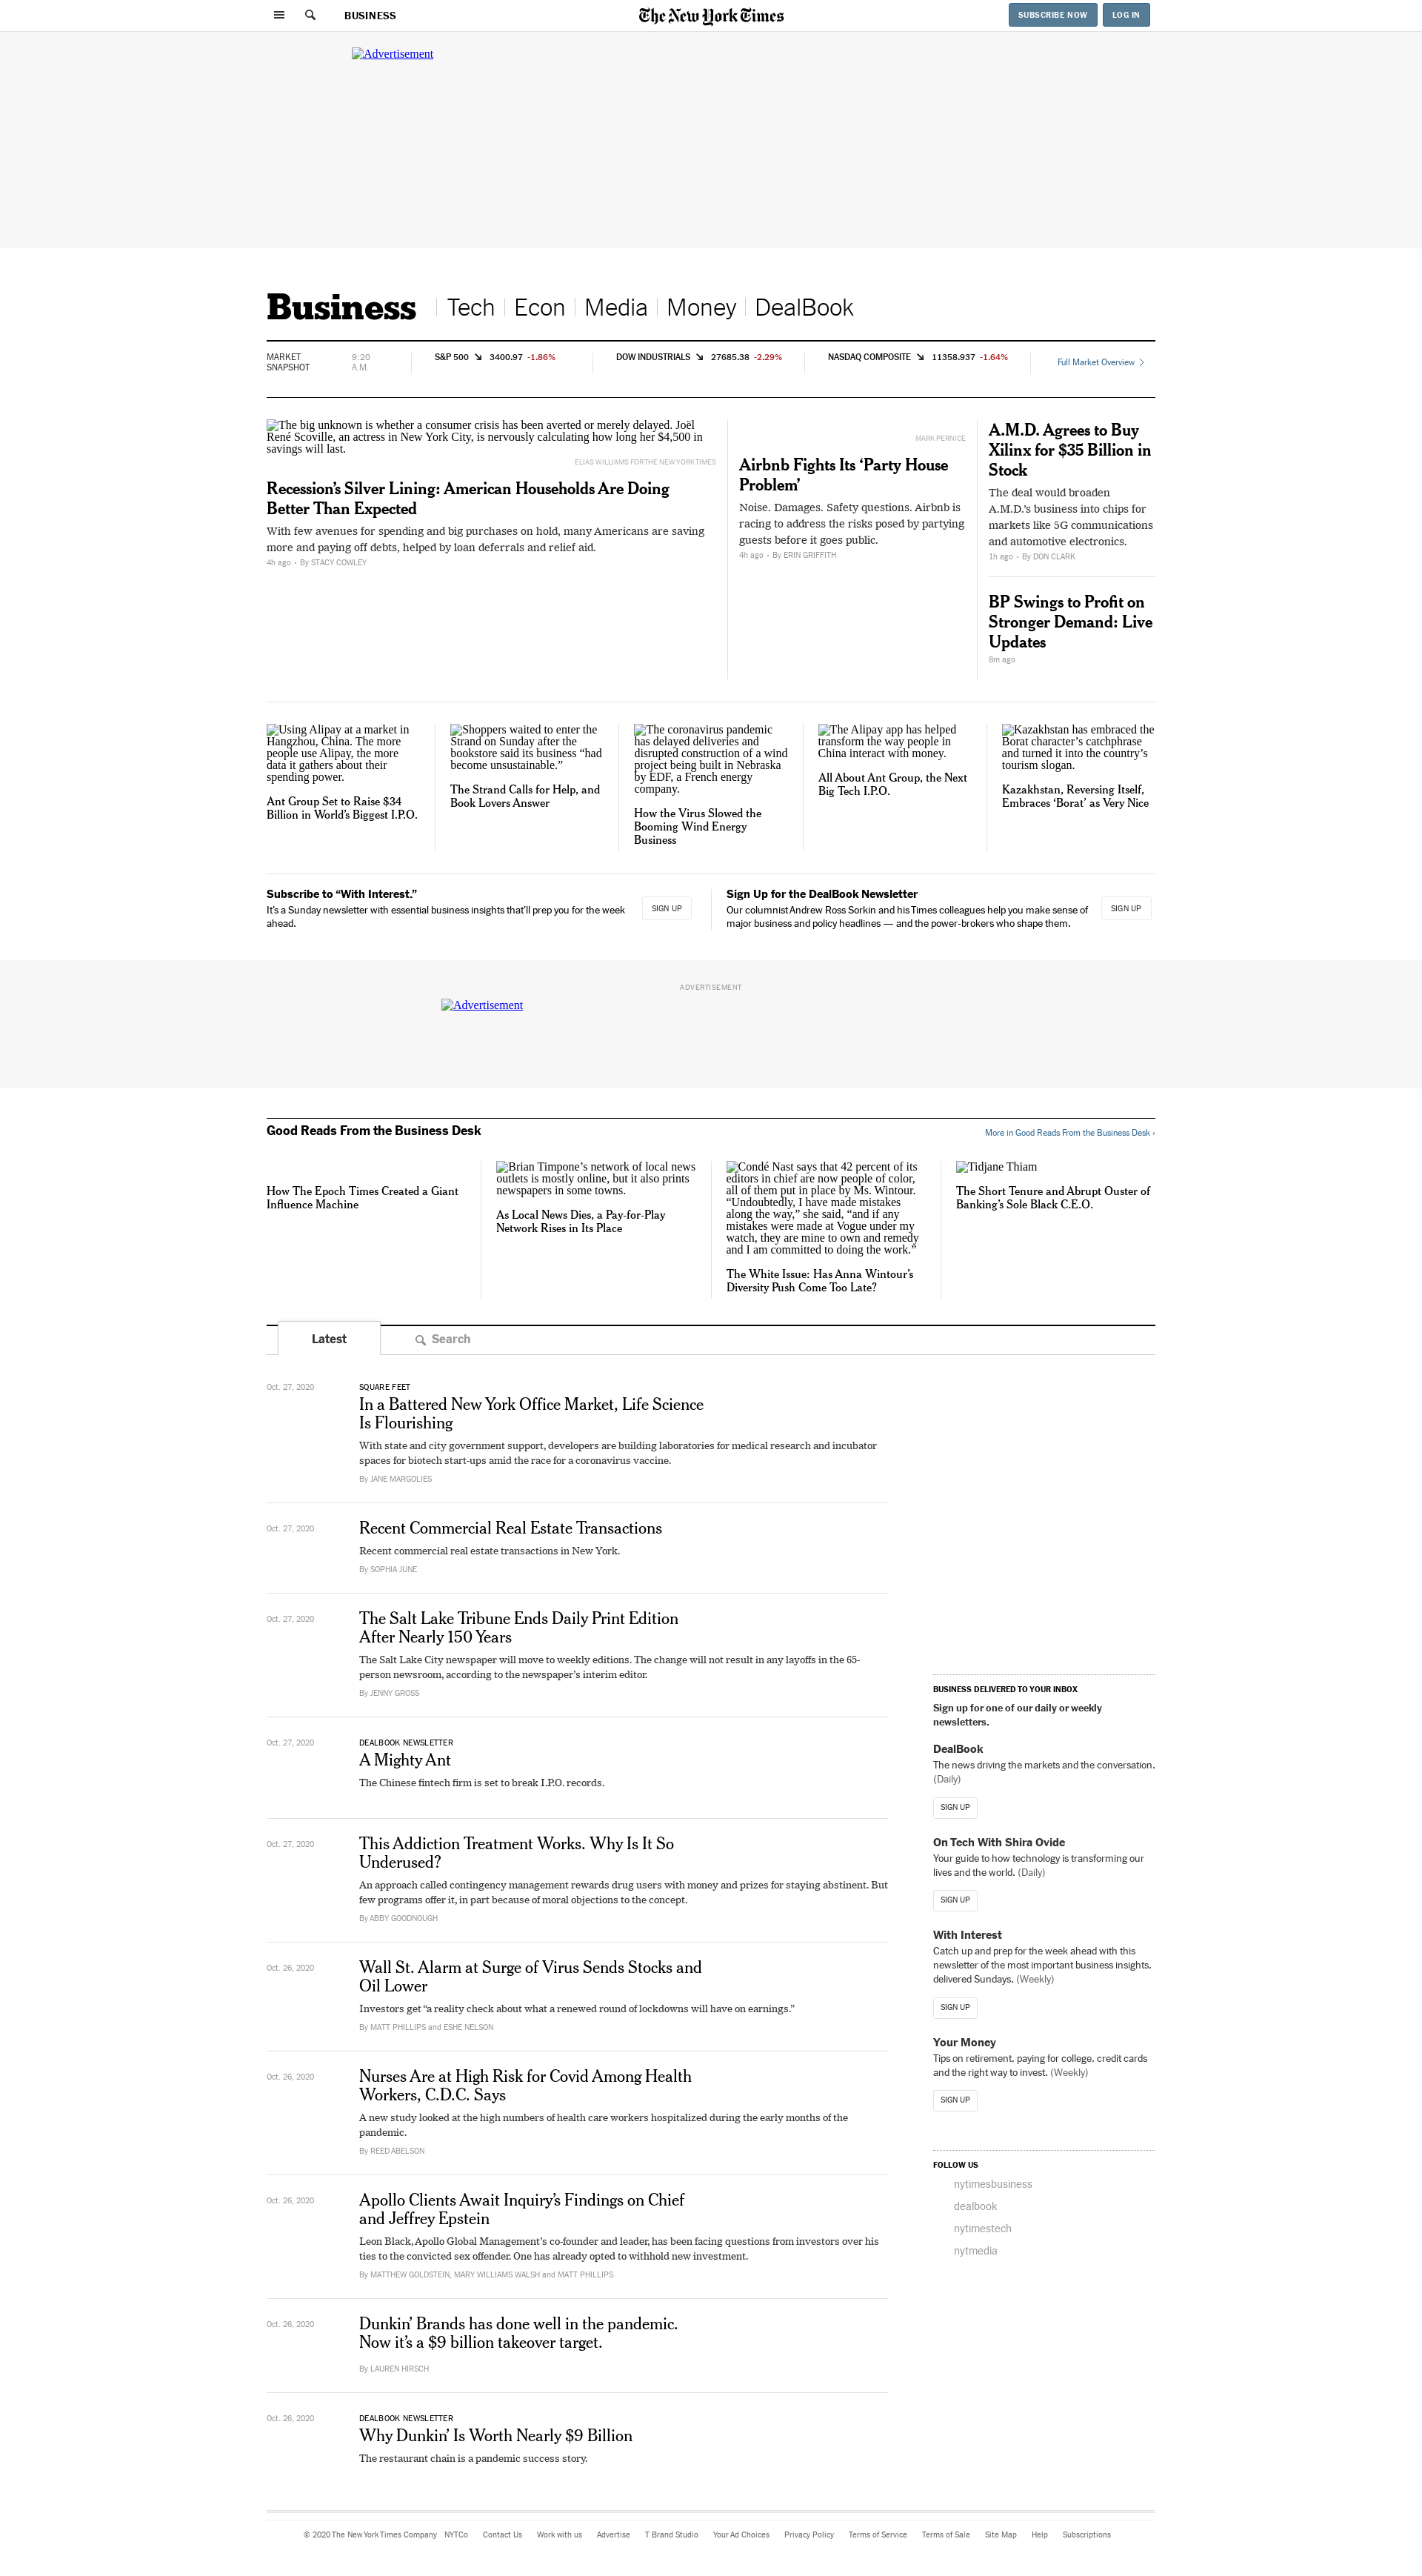 BUSINESS
The New York Times
SUBSCRIBE NOW
LOG IN
Advertisement
Business
Tech
Econ
Media
Money
DealBook
MARKET
SNAPSHOT
9:20
A.M.
S&P 500 3400.97 -1.86%
DOW INDUSTRIALS 27685.38 -2.29%
NASDAQ COMPOSITE 11358.937 -1.64%
Full Market Overview
The big unknown is whether a consumer crisis has been averted or merely delayed. Joël
René Scoville, an actress in New York City, is nervously calculating how long her $4,500 in
savings will last.
ELIAS WILLIAMS FOR THE NEW YORK TIMES
Recession’s Silver Lining: American Households Are Doing
Better Than Expected
With few avenues for spending and big purchases on hold, many Americans are saving
more and paying off debts, helped by loan deferrals and relief aid.
4h ago • By STACY COWLEY
MARK PERNICE
Airbnb Fights Its ‘Party House
Problem’
Noise. Damages. Safety questions. Airbnb is
racing to address the risks posed by partying
guests before it goes public.
4h ago • By ERIN GRIFFITH
A.M.D. Agrees to Buy
Xilinx for $35 Billion in
Stock
The deal would broaden
A.M.D.’s business into chips for
markets like 5G communications
and automotive electronics.
1h ago • By DON CLARK
BP Swings to Profit on
Stronger Demand: Live
Updates
8m ago
Using Alipay at a market in
Hangzhou, China. The more
people use Alipay, the more
data it gathers about their
spending power.
Ant Group Set to Raise $34
Billion in World’s Biggest I.P.O.
Shoppers waited to enter the
Strand on Sunday after the
bookstore said its business “had
become unsustainable.”
The Strand Calls for Help, and
Book Lovers Answer
The coronavirus pandemic
has delayed deliveries and
disrupted construction of a wind
project being built in Nebraska
by EDF, a French energy
company.
How the Virus Slowed the
Booming Wind Energy
Business
The Alipay app has helped
transform the way people in
China interact with money.
All About Ant Group, the Next
Big Tech I.P.O.
Kazakhstan has embraced the
Borat character’s catchphrase
and turned it into the country’s
tourism slogan.
Kazakhstan, Reversing Itself,
Embraces ‘Borat’ as Very Nice
Subscribe to “With Interest.”
It’s a Sunday newsletter with essential business insights that’ll prep you for the week
ahead.
SIGN UP
Sign Up for the DealBook Newsletter
Our columnist Andrew Ross Sorkin and his Times colleagues help you make sense of
major business and policy headlines — and the power-brokers who shape them.
SIGN UP
ADVERTISEMENT
Advertisement
Good Reads From the Business Desk
More in Good Reads From the Business Desk ›
How The Epoch Times Created a Giant
Influence Machine
Brian Timpone’s network of local news
outlets is mostly online, but it also prints
newspapers in some towns.
As Local News Dies, a Pay-for-Play
Network Rises in Its Place
Condé Nast says that 42 percent of its
editors in chief are now people of color,
all of them put in place by Ms. Wintour.
“Undoubtedly, I have made mistakes
along the way,” she said, “and if any
mistakes were made at Vogue under my
watch, they are mine to own and remedy
and I am committed to doing the work.”
The White Issue: Has Anna Wintour’s
Diversity Push Come Too Late?
Tidjane Thiam
The Short Tenure and Abrupt Ouster of
Banking’s Sole Black C.E.O.
Latest
Search
Oct. 27, 2020
SQUARE FEET
In a Battered New York Office Market, Life Science
Is Flourishing
With state and city government support, developers are building laboratories for medical research and incubator
spaces for biotech start-ups amid the race for a coronavirus vaccine.
By JANE MARGOLIES
Oct. 27, 2020
Recent Commercial Real Estate Transactions
Recent commercial real estate transactions in New York.
By SOPHIA JUNE
Oct. 27, 2020
The Salt Lake Tribune Ends Daily Print Edition
After Nearly 150 Years
The Salt Lake City newspaper will move to weekly editions. The change will not result in any layoffs in the 65-
person newsroom, according to the newspaper’s interim editor.
By JENNY GROSS
Oct. 27, 2020
DEALBOOK NEWSLETTER
A Mighty Ant
The Chinese fintech firm is set to break I.P.O. records.
Oct. 27, 2020
This Addiction Treatment Works. Why Is It So
Underused?
An approach called contingency management rewards drug users with money and prizes for staying abstinent. But
few programs offer it, in part because of moral objections to the concept.
By ABBY GOODNOUGH
Oct. 26, 2020
Wall St. Alarm at Surge of Virus Sends Stocks and
Oil Lower
Investors get “a reality check about what a renewed round of lockdowns will have on earnings.”
By MATT PHILLIPS and ESHE NELSON
Oct. 26, 2020
Nurses Are at High Risk for Covid Among Health
Workers, C.D.C. Says
A new study looked at the high numbers of health care workers hospitalized during the early months of the
pandemic.
By REED ABELSON
Oct. 26, 2020
Apollo Clients Await Inquiry’s Findings on Chief
and Jeffrey Epstein
Leon Black, Apollo Global Management’s co-founder and leader, has been facing questions from investors over his
ties to the convicted sex offender. One has already opted to withhold new investment.
By MATTHEW GOLDSTEIN, MARY WILLIAMS WALSH and MATT PHILLIPS
Oct. 26, 2020
Dunkin’ Brands has done well in the pandemic.
Now it’s a $9 billion takeover target.
By LAUREN HIRSCH
Oct. 26, 2020
DEALBOOK NEWSLETTER
Why Dunkin’ Is Worth Nearly $9 Billion
The restaurant chain is a pandemic success story.
BUSINESS DELIVERED TO YOUR INBOX
Sign up for one of our daily or weekly
newsletters.
DealBook
The news driving the markets and the conversation.
(Daily)
SIGN UP
On Tech With Shira Ovide
Your guide to how technology is transforming our
lives and the world. (Daily)
SIGN UP
With Interest
Catch up and prep for the week ahead with this
newsletter of the most important business insights,
delivered Sundays. (Weekly)
SIGN UP
Your Money
Tips on retirement, paying for college, credit cards
and the right way to invest. (Weekly)
SIGN UP
FOLLOW US
nytimesbusiness
dealbook
nytimestech
nytmedia
© 2020 The New York Times Company NYTCo Contact Us Work with us Advertise T Brand Studio Your Ad Choices Privacy Policy Terms of Service Terms of Sale Site Map Help Subscriptions